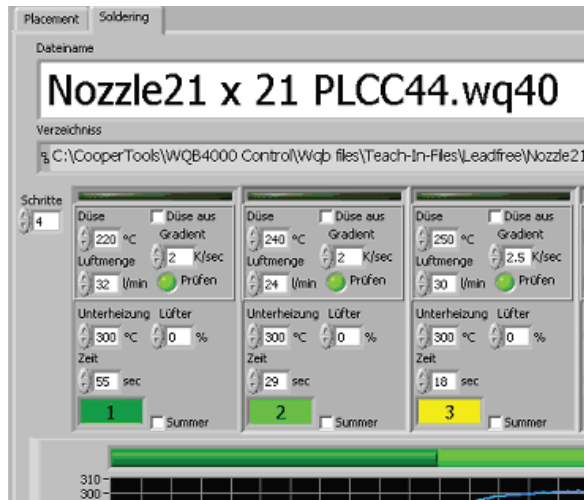 Placement Soldering
Dateiname
Nozzle21 x 21 PLCC44.wq40
Verzeichniss
C:\CooperTools\WQB4000 Control\Wqb files\Teach-In-Files\Leadfree\Nozzle21
Schritte
4
Düse Düse aus
220 °C Gradient
2 K/sec
Luftmenge
32 l/min Prüfen
Unterheizung Lüfter
300 °C 0 %
Zeit
55 sec
1 Summer
Düse Düse aus
240 °C Gradient
2 K/sec
Luftmenge
24 l/min Prüfen
Unterheizung Lüfter
300 °C 0 %
Zeit
29 sec
2 Summer
Düse Düse aus
250 °C Gradient
2.5 K/sec
Luftmenge
30 l/min Prüfen
Unterheizung Lüfter
300 °C 0 %
Zeit
18 sec
3 Summer
310
300